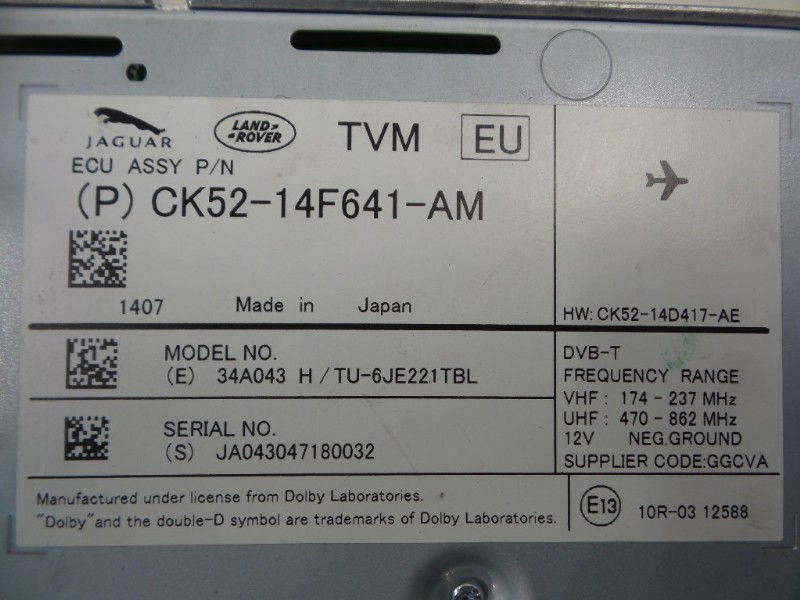 JAGUAR
LAND-
-ROVER
TVM EU
ECU ASSY P/N
(P) CK52-14F641-AM
1407 Made in Japan
HW: CK52-14D417-AE
MODEL NO.
(E) 34A043 H / TU-6JE221TBL
SERIAL NO.
(S) JA043047180032
DVB-T
FREQUENCY RANGE
VHF : 174 - 237 MHz
UHF : 470 - 862 MHz
12V NEG.GROUND
SUPPLIER CODE:GGCVA
Manufactured under license from Dolby Laboratories.
"Dolby"and the double-D symbol are trademarks of Dolby Laboratories.
E13 10R-03 12588